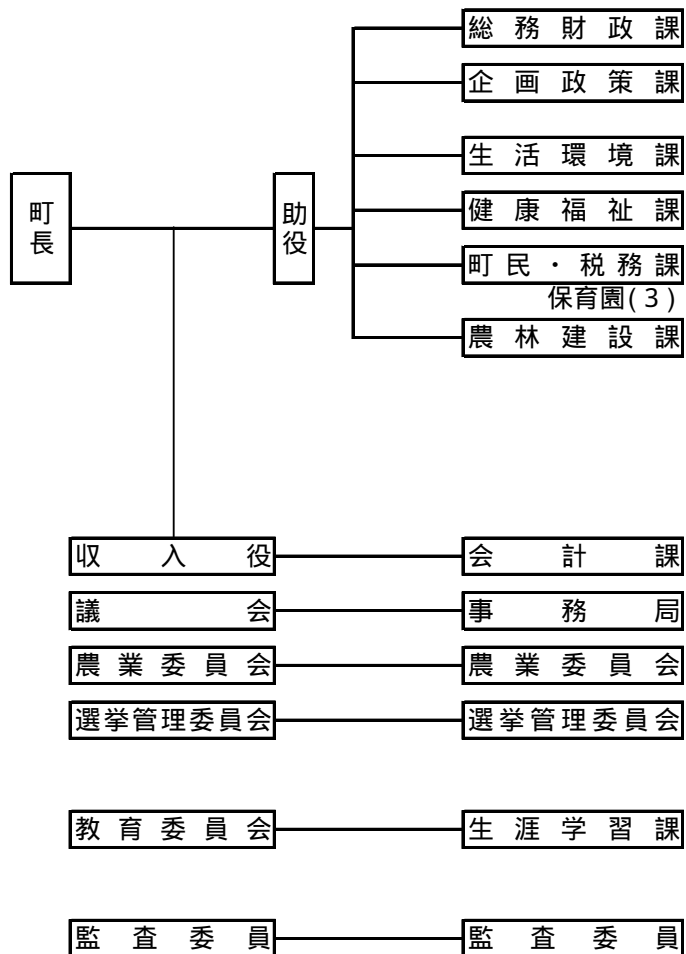 総務財政課
企画政策課
生活環境課
町長
助役
健康福祉課
町民・税務課
保育園(3)
農林建設課
収入役
会計課
議会
事務局
農業委員会
農業委員会
選挙管理委員会
選挙管理委員会
教育委員会
生涯学習課
監査委員
監査委員